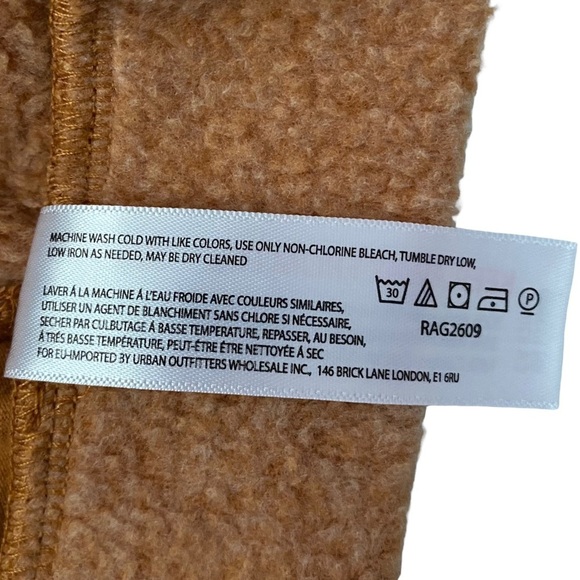 MACHINE WASH COLD WITH LIKE COLORS, USE ONLY NON-CHLORINE BLEACH, TUMBLE DRY LOW,
LOW IRON AS NEEDED, MAY BE DRY CLEANED
30
P
RAG2609
LAVER Á LA MACHINE Á L'EAU FROIDE AVEC COULEURS SIMILAIRES,
UTILISER UN AGENT DE BLANCHIMENT SANS CHLORE SI NÉCESSAIRE,
SECHER PAR CULBUTAGE Á BASSE TEMPERATURE, REPASSER, AU BESOIN,
Á TRÉS BASSE TEMPÉRATURE, PEUT-ÉTRE ÉTRE NETTOYÉE Á SEC
FOR EU-IMPORTED BY URBAN OUTFITTERS WHOLESALE INC., 146 BRICK LANE LONDON, E1 6RU